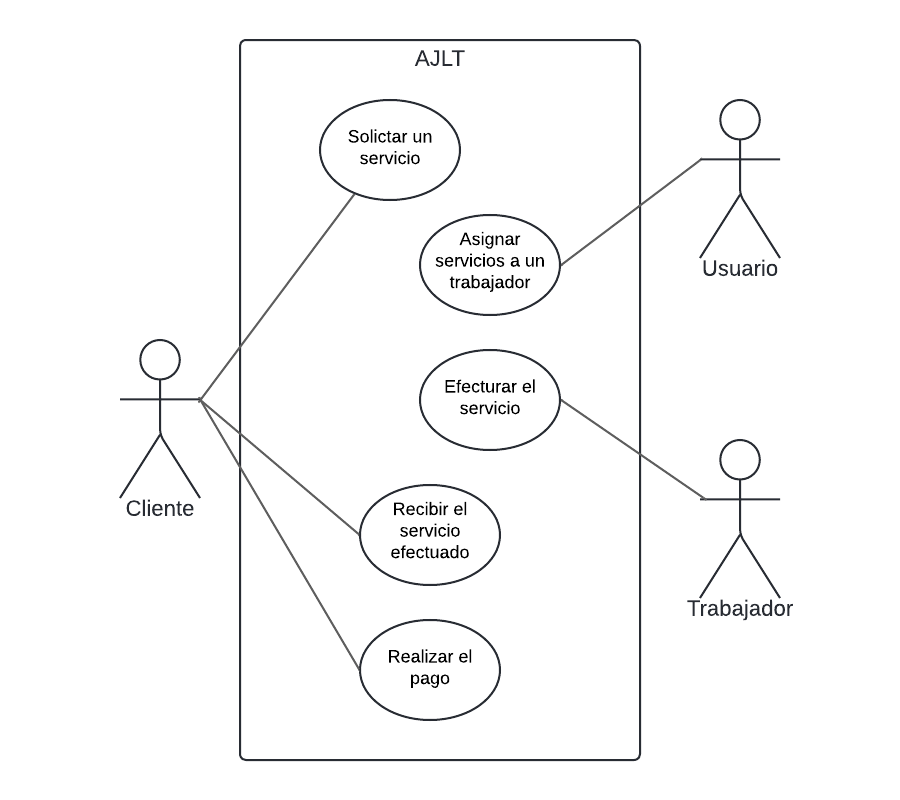 AJLT
Solictar un
servicio
Asignar
servicios a un
trabajador
Usuario
Efecturar el
servicio
Cliente
Recibir el
servicio
efectuado
Trabajador
Realizar el
pago